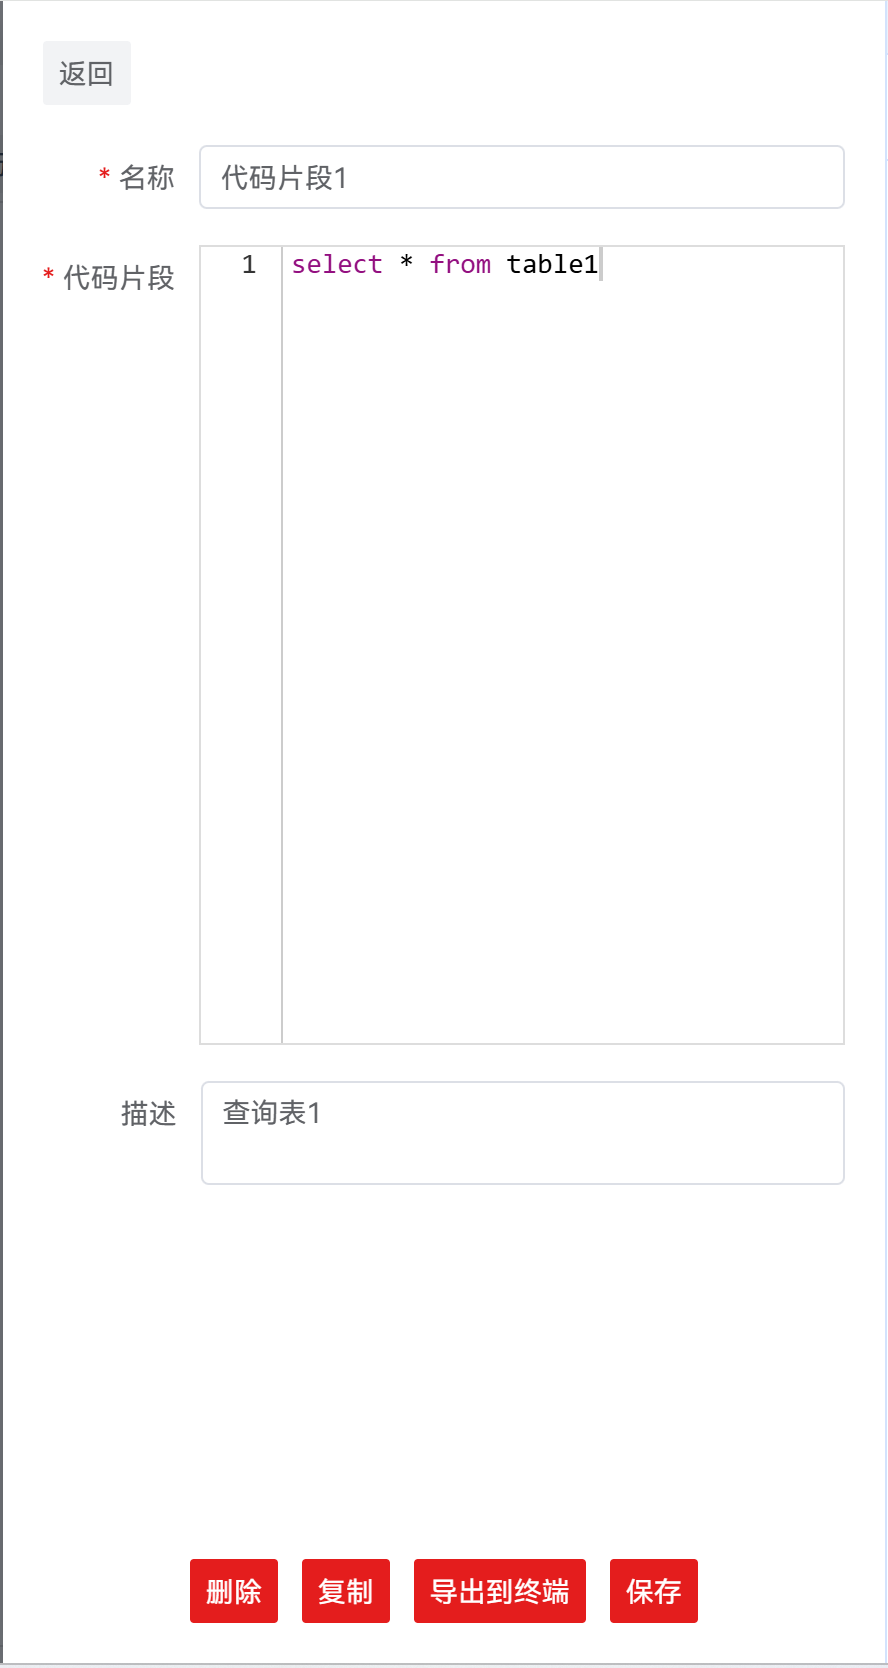 返回
* 名称
代码片段1
* 代码片段
1 select * from table1
描述
查询表1
删除 复制 导出到终端 保存